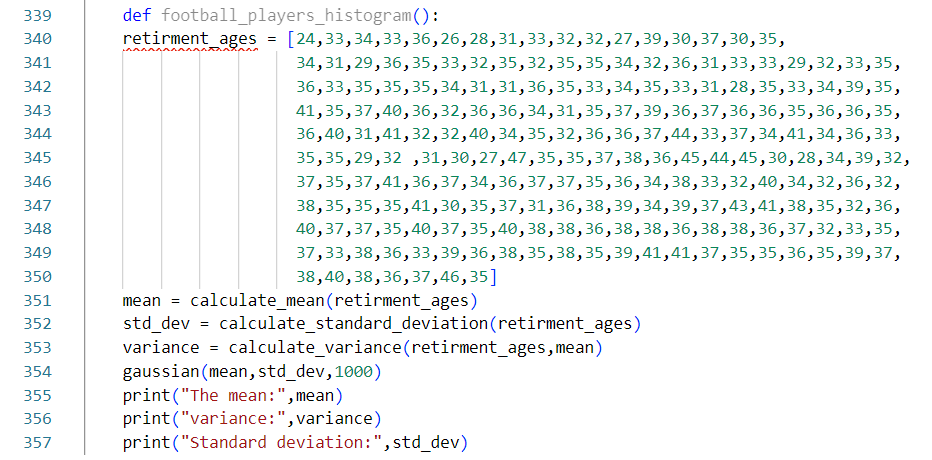 339 def football_players_histogram():
340 retirment_ages = [24,33,34,33,36,26,28,31,33,32,32,27,39,30,37,30,35,
341 34,31,29,36,35,33,32,35,32,35,35,34,32,36,31,33,33,29,32,33,35,
342 36,33,35,35,35,34,31,31,36,35,33,34,35,33,31,28,35,33,34,39,35,
343 41,35,37,40,36,32,36,36,34,31,35,37,39,36,37,36,36,35,36,36,35,
344 36,40,31,41,32,32,40,34,35,32,36,36,37,44,33,37,34,41,34,36,33,
345 35,35,29,32 ,31,30,27,47,35,35,37,38,36,45,44,45,30,28,34,39,32,
346 37,35,37,41,36,37,34,36,37,37,35,36,34,38,33,32,40,34,32,36,32,
347 38,35,35,35,41,30,35,37,31,36,38,39,34,39,37,43,41,38,35,32,36,
348 40,37,37,35,40,37,35,40,38,38,36,38,38,36,38,38,36,37,32,33,35,
349 37,33,38,36,33,39,36,38,35,38,35,39,41,41,37,35,35,36,35,39,37,
350 38,40,38,36,37,46,35]
351 mean = calculate_mean(retirment_ages)
352 std_dev = calculate_standard_deviation(retirment_ages)
353 variance = calculate_variance(retirment_ages,mean)
354 gaussian(mean,std_dev,1000)
355 print("The mean:",mean)
356 print("variance:",variance)
357 print("Standard deviation:",std_dev)